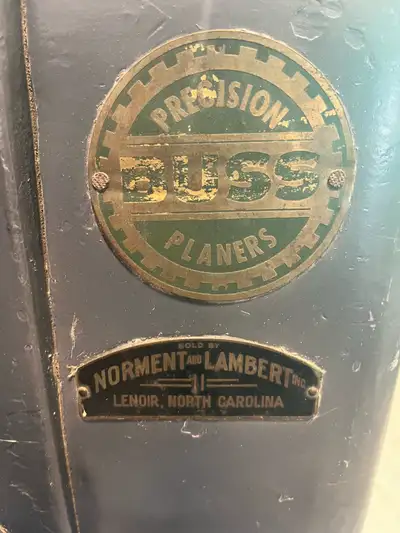 PRECISION
BUSS
PLANERS
SOLD BY
NORMENT AND LAMBERT INC.
LENOIR, NORTH CAROLINA